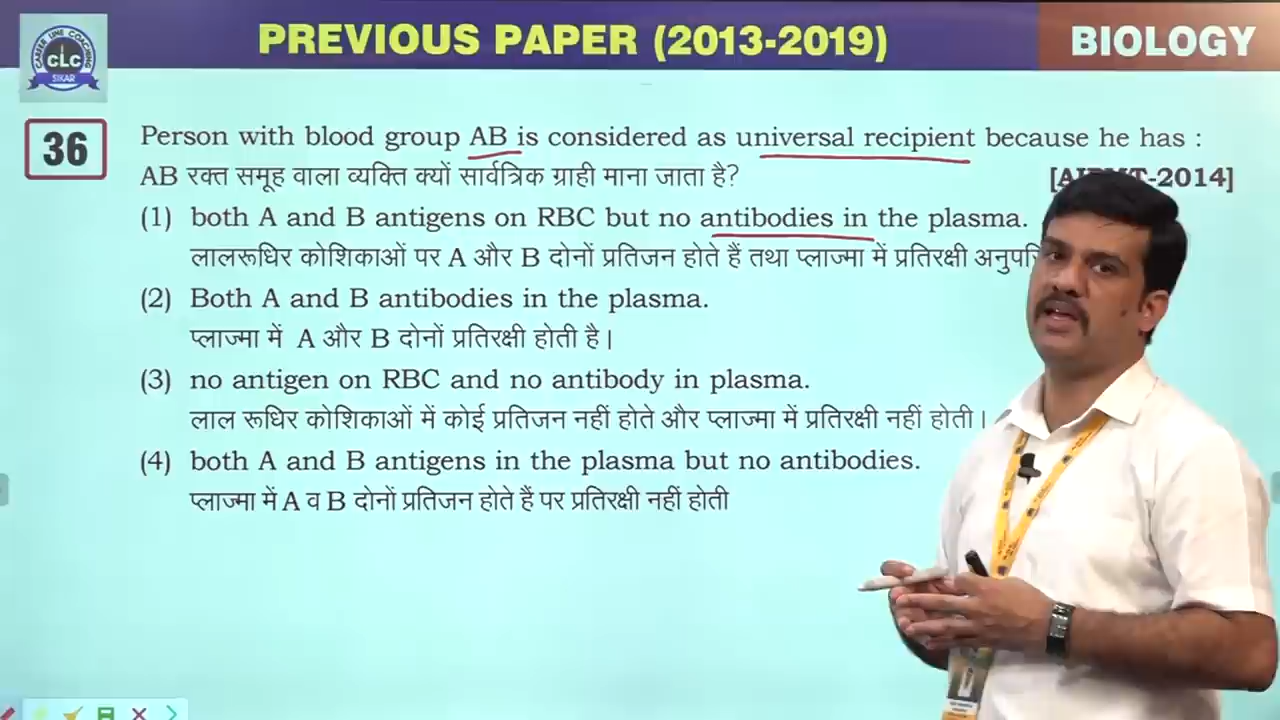 CAREER LINE COACHING
CLC
SIKAR
PREVIOUS PAPER (2013-2019)
BIOLOGY
36
Person with blood group AB is considered as universal recipient because he has :
AB रक्त समूह वाला व्यक्ति क्यों सार्वत्रिक ग्राही माना जाता है?
-2014]
(1) both A and B antigens on RBC but no antibodies in the plasma.
लालरूधिर कोशिकाओं पर A और B दोनों प्रतिजन होते हैं तथा प्लाज्मा में प्रतिरक्षी
(2) Both A and B antibodies in the plasma.
प्लाज्मा में A और B दोनों प्रतिरक्षी होती है।
(3) no antigen on RBC and no antibody in plasma.
लाल रूधिर कोशिकाओं में कोई प्रतिजन नहीं होते और प्लाज्मा में प्रतिरक्षी नहीं होती।
(4) both A and B antigens in the plasma but no antibodies.
प्लाज्मा में A व B दोनों प्रतिजन होते हैं पर प्रतिरक्षी नहीं होती